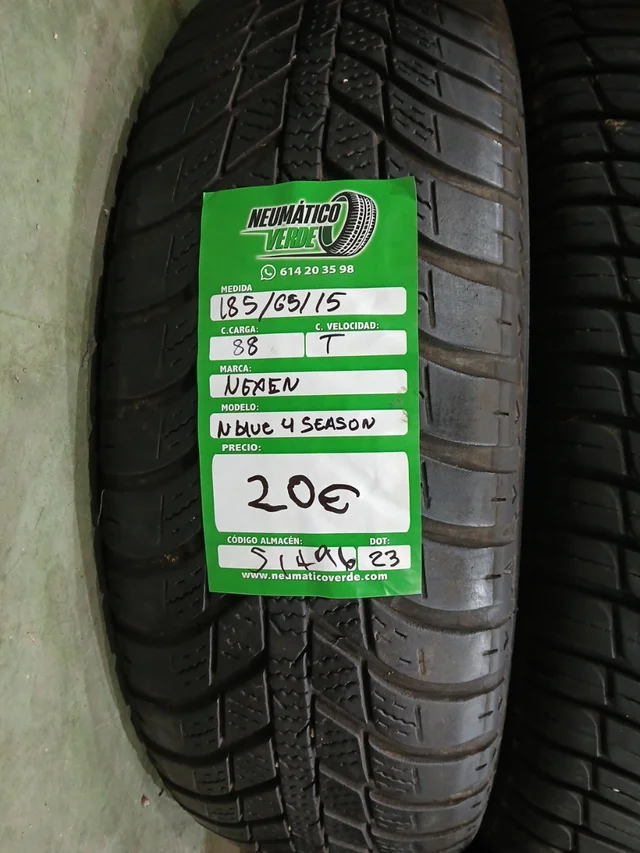 NEUMÁTICO
VERDE
614 20 35 98
MEDIDA
185/65/15
C.CARGA: C. VELOCIDAD:
88 T
MARCA:
NEXEN
MODELO:
N blue 4 SEASON
PRECIO:
20€
CÓDIGO ALMACÉN: DOT:
S1496 23
www.neumaticoverde.com